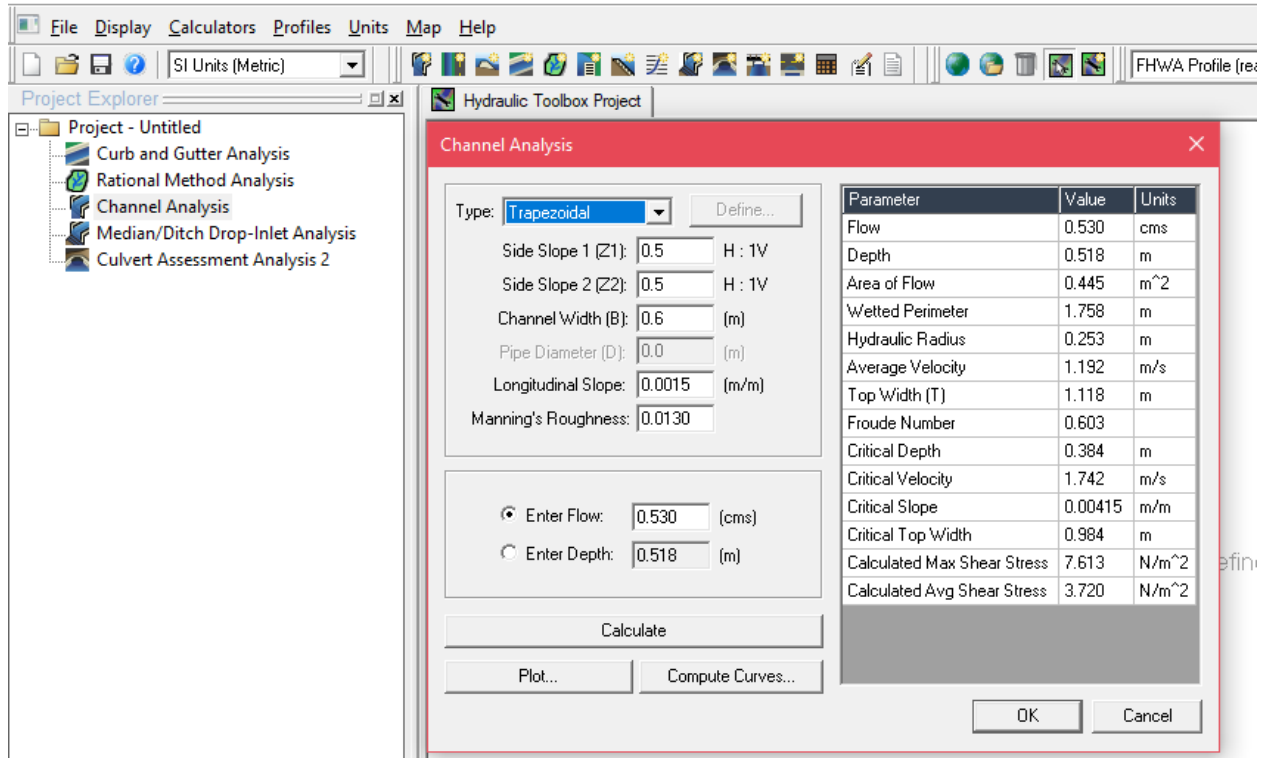 File Display Calculators Profiles Units Map Help
SI Units (Metric)
FHWA Profile (rea
Project Explorer
Hydraulic Toolbox Project
Project - Untitled
Curb and Gutter Analysis
Rational Method Analysis
Channel Analysis
Median/Ditch Drop-Inlet Analysis
Culvert Assessment Analysis 2
Channel Analysis
Type: Trapezoidal Define...
Side Slope 1 (Z1): 0.5 H : 1V
Side Slope 2 (Z2): 0.5 H : 1V
Channel Width (B): 0.6 (m)
Pipe Diameter (D): 0.0 (m)
Longitudinal Slope: 0.0015 (m/m)
Manning's Roughness: 0.0130
Enter Flow: 0.530 (cms)
Enter Depth: 0.518 (m)
Calculate
Plot... Compute Curves...
Parameter Value Units
Flow 0.530 cms
Depth 0.518 m
Area of Flow 0.445 m^2
Wetted Perimeter 1.758 m
Hydraulic Radius 0.253 m
Average Velocity 1.192 m/s
Top Width (T) 1.118 m
Froude Number 0.603
Critical Depth 0.384 m
Critical Velocity 1.742 m/s
Critical Slope 0.00415 m/m
Critical Top Width 0.984 m
Calculated Max Shear Stress 7.613 N/m^2
Calculated Avg Shear Stress 3.720 N/m^2
OK Cancel